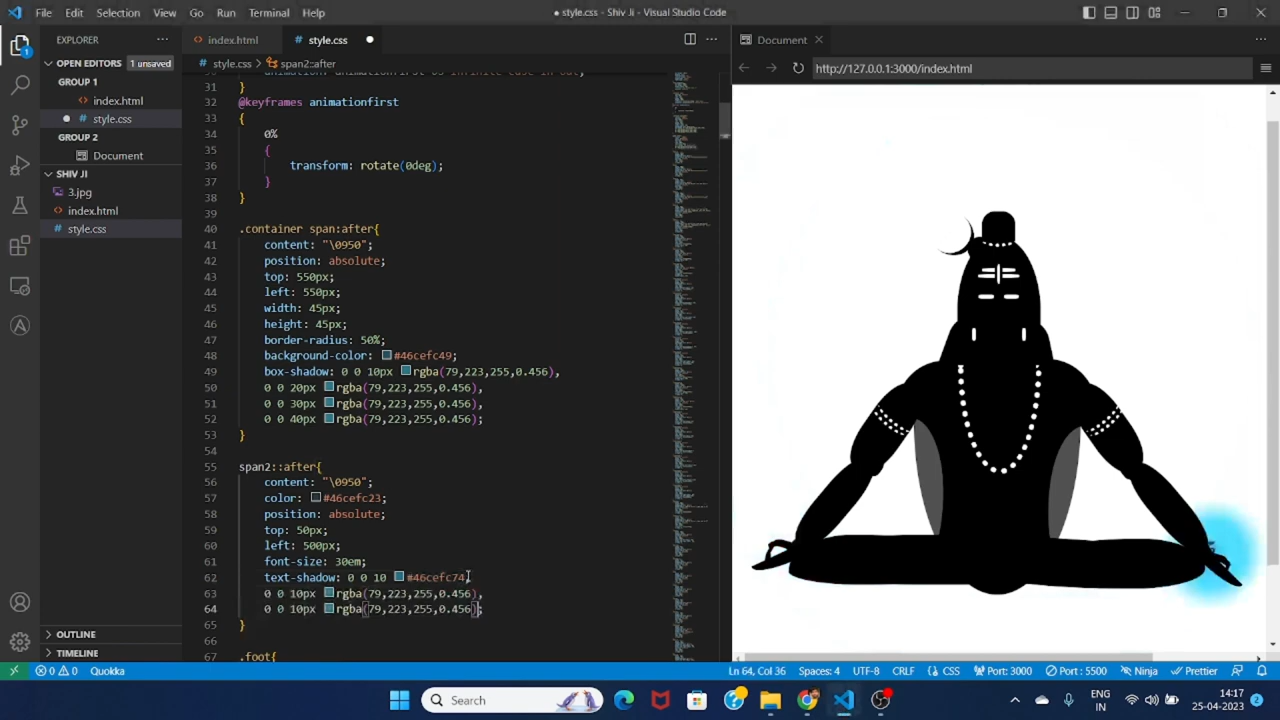 File Edit Selection View Go Run Terminal Help
style.css - Shiv Ji - Visual Studio Code
EXPLORER
OPEN EDITORS 1 unsaved
GROUP 1
index.html
style.css
GROUP 2
Document
SHIV JI
3.jpg
index.html
style.css
OUTLINE
TIMELINE
index.html
style.css
style.css > span2::after
31 }
32 @keyframes animationfirst
33 {
34 0%
35 {
36 transform: rotate(0deg);
37 }
38 }
39
40 .container span::after{
41 content: "\0950";
42 position: absolute;
43 top: 550px;
44 left: 550px;
45 width: 45px;
46 height: 45px;
47 border-radius: 50%;
48 background-color: #46cefc49;
49 box-shadow: 0 0 10px rgba(79,223,255,0.456),
50 0 0 20px rgba(79,223,255,0.456),
51 0 0 30px rgba(79,223,255,0.456),
52 0 0 40px rgba(79,223,255,0.456);
53 }
54
55 span2::after{
56 content: "\0950";
57 color: #46cefc23;
58 position: absolute;
59 top: 50px;
60 left: 500px;
61 font-size: 30em;
62 text-shadow: 0 0 10 #46cefc74,
63 0 0 10px rgba(79,223,255,0.456),
64 0 0 10px rgba(79,223,255,0.456);
65 }
66
67 .foot{
Document
http://127.0.0.1:3000/index.html
0 0 Quokka
Ln 64, Col 36 Spaces: 4 UTF-8 CRLF CSS Port: 3000 Port : 5500 Ninja Prettier
Search
ENG
IN
14:17
25-04-2023